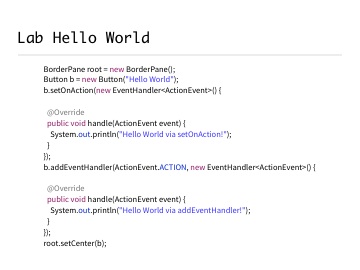 Lab Hello World
BorderPane root = new BorderPane();
Button b = new Button("Hello World");
b.setOnAction(new EventHandler<ActionEvent>() {
@Override
public void handle(ActionEvent event) {
System.out.println("Hello World via setOnAction!");
}
});
b.addEventHandler(ActionEvent.ACTION, new EventHandler<ActionEvent>() {
@Override
public void handle(ActionEvent event) {
System.out.println("Hello World via addEventHandler!");
}
});
root.setCenter(b);